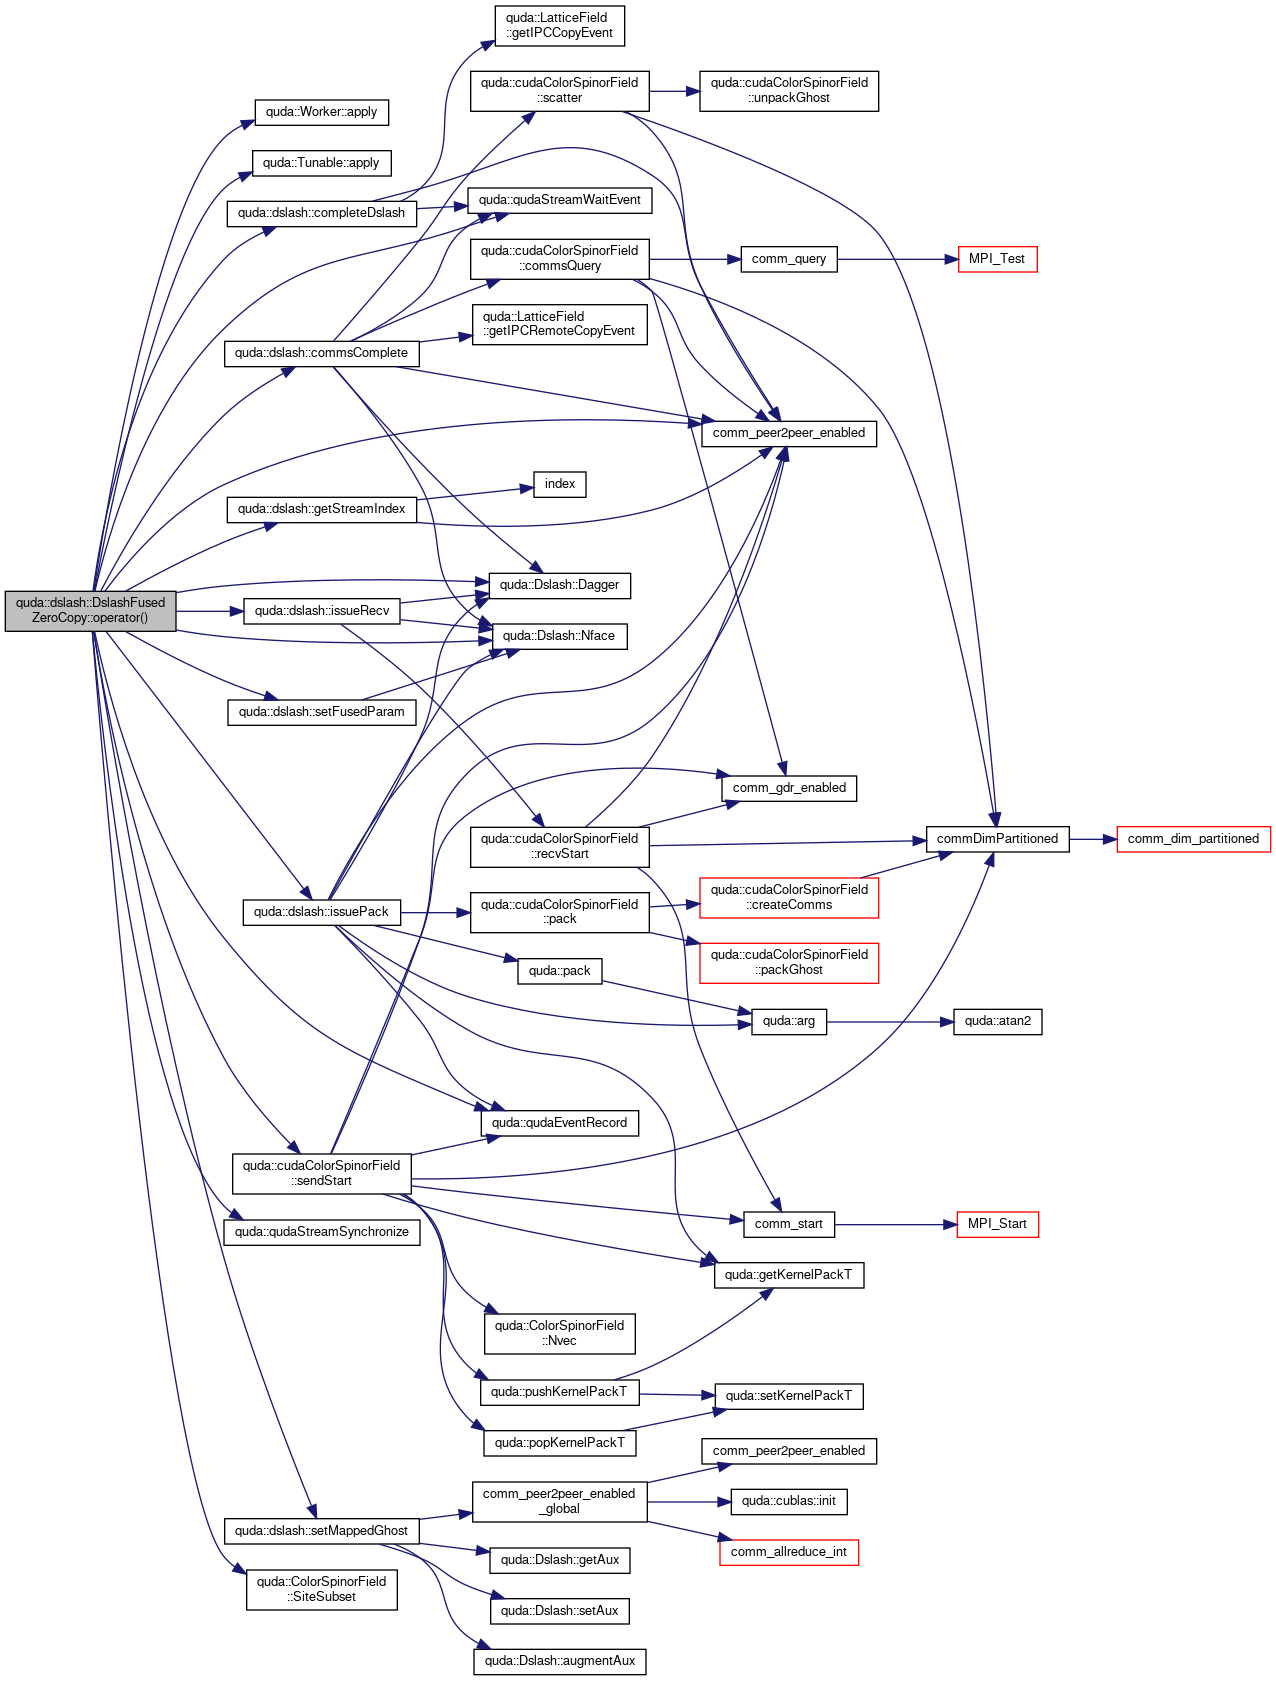 quda::LatticeField
::getIPCCopyEvent
quda::cudaColorSpinorField
::scatter
quda::cudaColorSpinorField
::unpackGhost
quda::Worker::apply
quda::Tunable::apply
quda::dslash::completeDslash
quda::qudaStreamWaitEvent
quda::cudaColorSpinorField
::commsQuery
comm_query
MPI_Test
quda::LatticeField
::getIPCRemoteCopyEvent
quda::dslash::commsComplete
comm_peer2peer_enabled
index
quda::dslash::getStreamIndex
quda::Dslash::Dagger
quda::dslash::DslashFused
ZeroCopy::operator()
quda::dslash::issueRecv
quda::Dslash::Nface
quda::dslash::setFusedParam
comm_gdr_enabled
quda::cudaColorSpinorField
::recvStart
commDimPartitioned
comm_dim_partitioned
quda::dslash::issuePack
quda::cudaColorSpinorField
::pack
quda::cudaColorSpinorField
::createComms
quda::cudaColorSpinorField
::packGhost
quda::pack
quda::arg
quda::atan2
quda::qudaEventRecord
quda::cudaColorSpinorField
::sendStart
quda::qudaStreamSynchronize
comm_start
MPI_Start
quda::getKernelPackT
quda::ColorSpinorField
::Nvec
quda::pushKernelPackT
quda::setKernelPackT
quda::popKernelPackT
comm_peer2peer_enabled
comm_peer2peer_enabled
_global
quda::cublas::init
quda::dslash::setMappedGhost
comm_allreduce_int
quda::Dslash::getAux
quda::ColorSpinorField
::SiteSubset
quda::Dslash::setAux
quda::Dslash::augmentAux